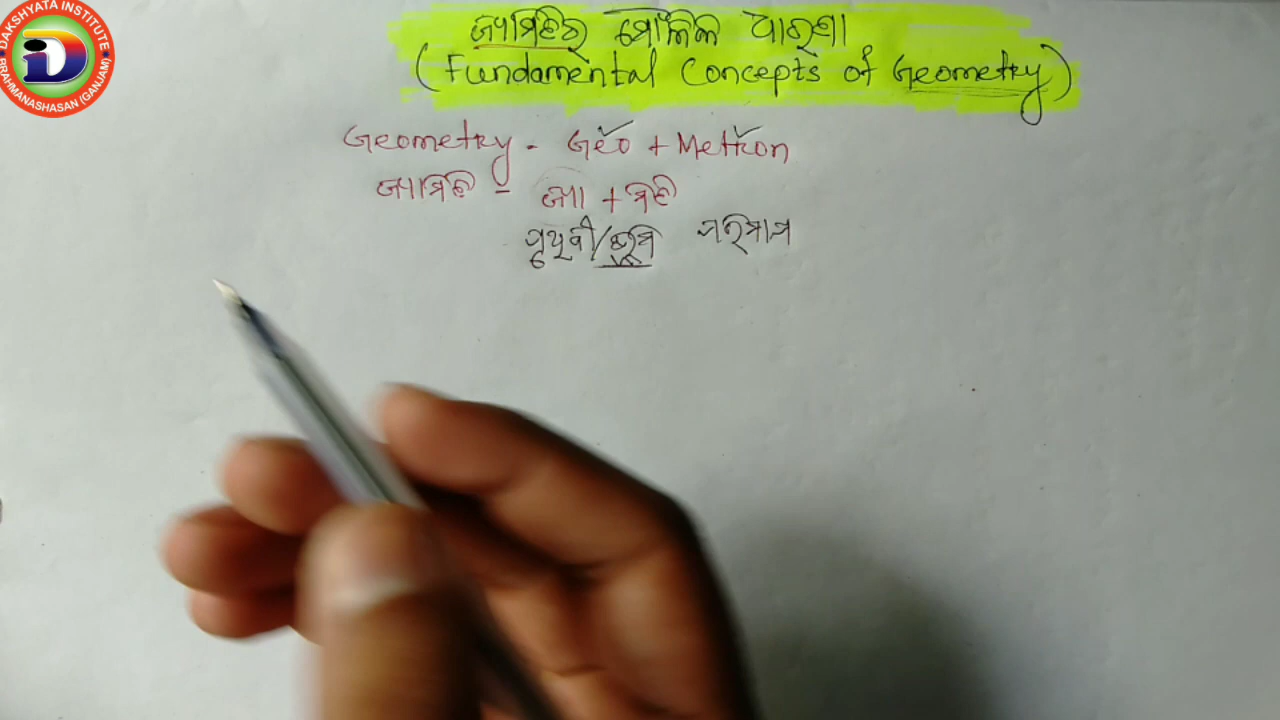 DAKSHYATA INSTITUTE
BRAHMANASHASAN (GANJAM)
ଜ୍ୟାମିତିର ମୌଳିକ ଧାରଣା
(Fundamental Concepts of Geometry)
Geometry - Geo + Metron
ଜ୍ୟାମିତି - ଜ୍ୟା + ମିତି
ପୃଥିବୀ/ଭୂମି ପରିମାପ